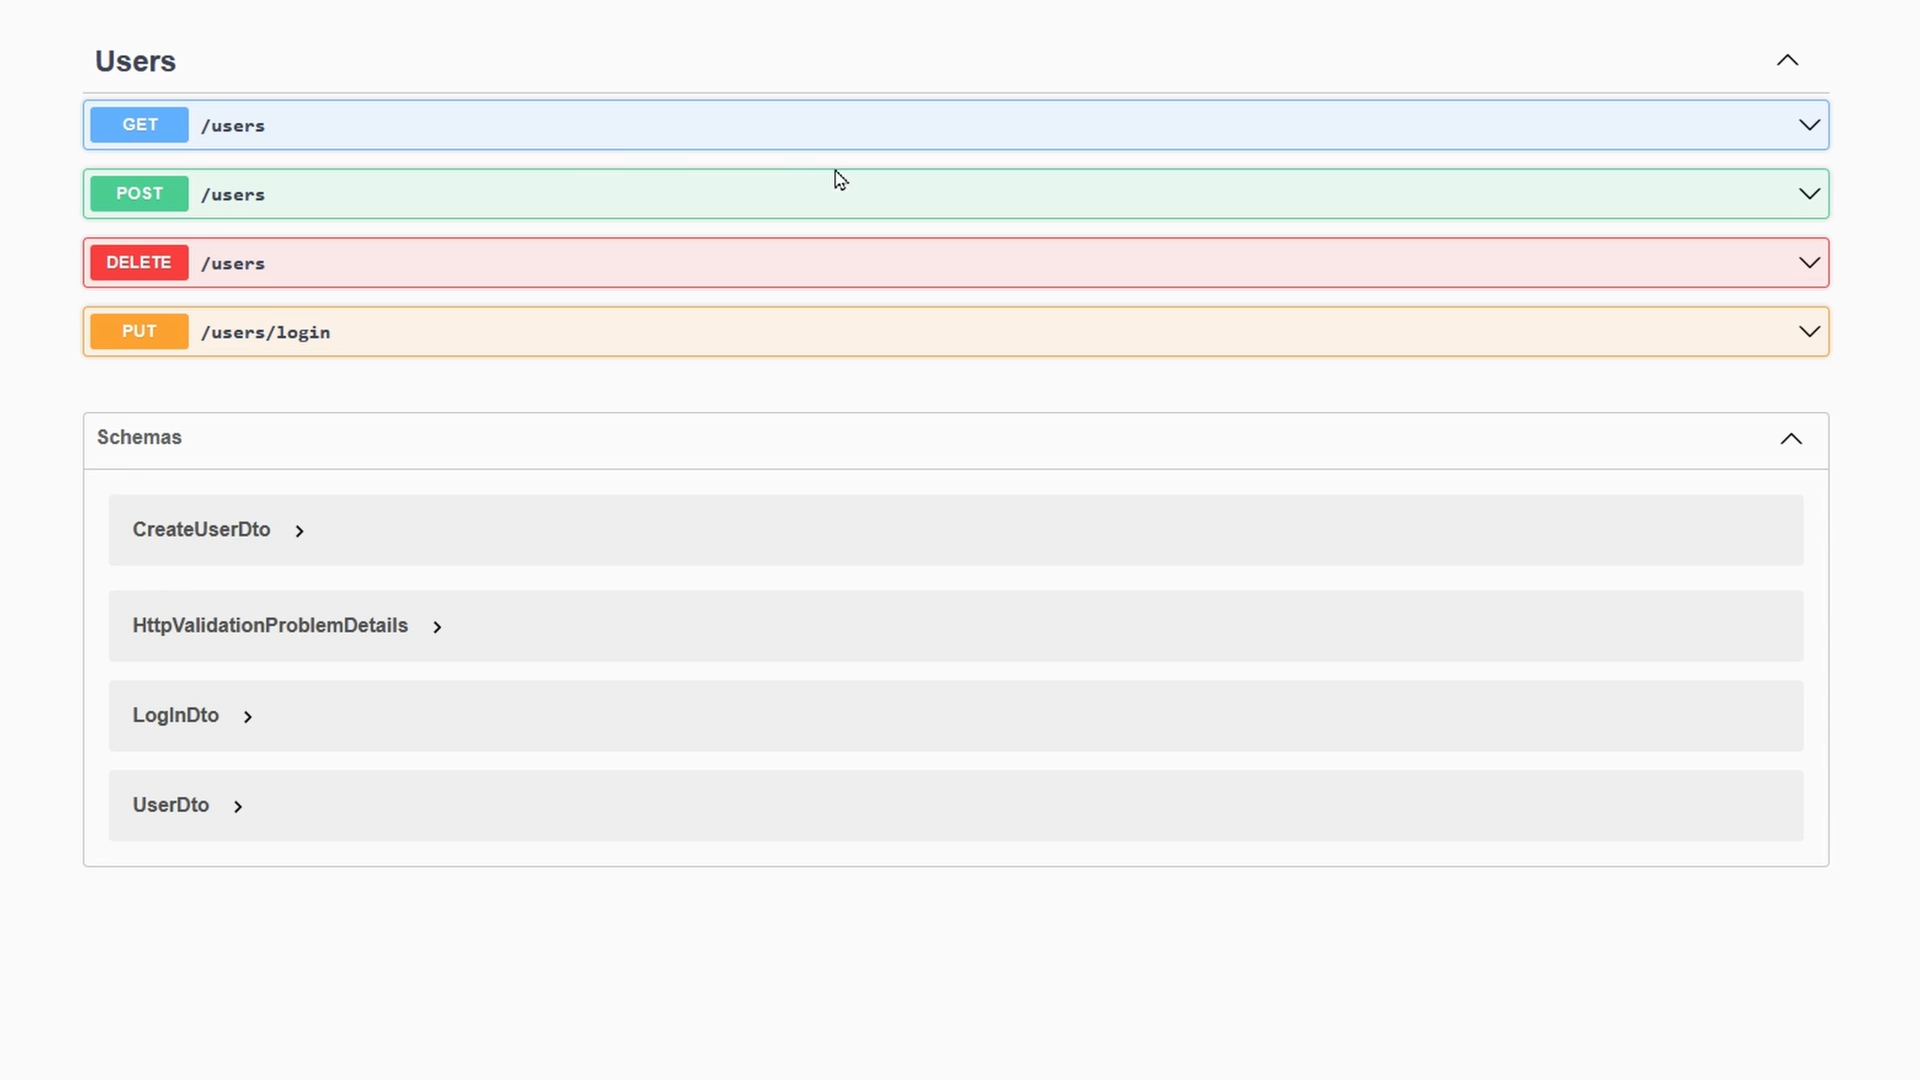 Users
GET /users
POST /users
DELETE /users
PUT /users/login
Schemas
CreateUserDto
HttpValidationProblemDetails
LogInDto
UserDto